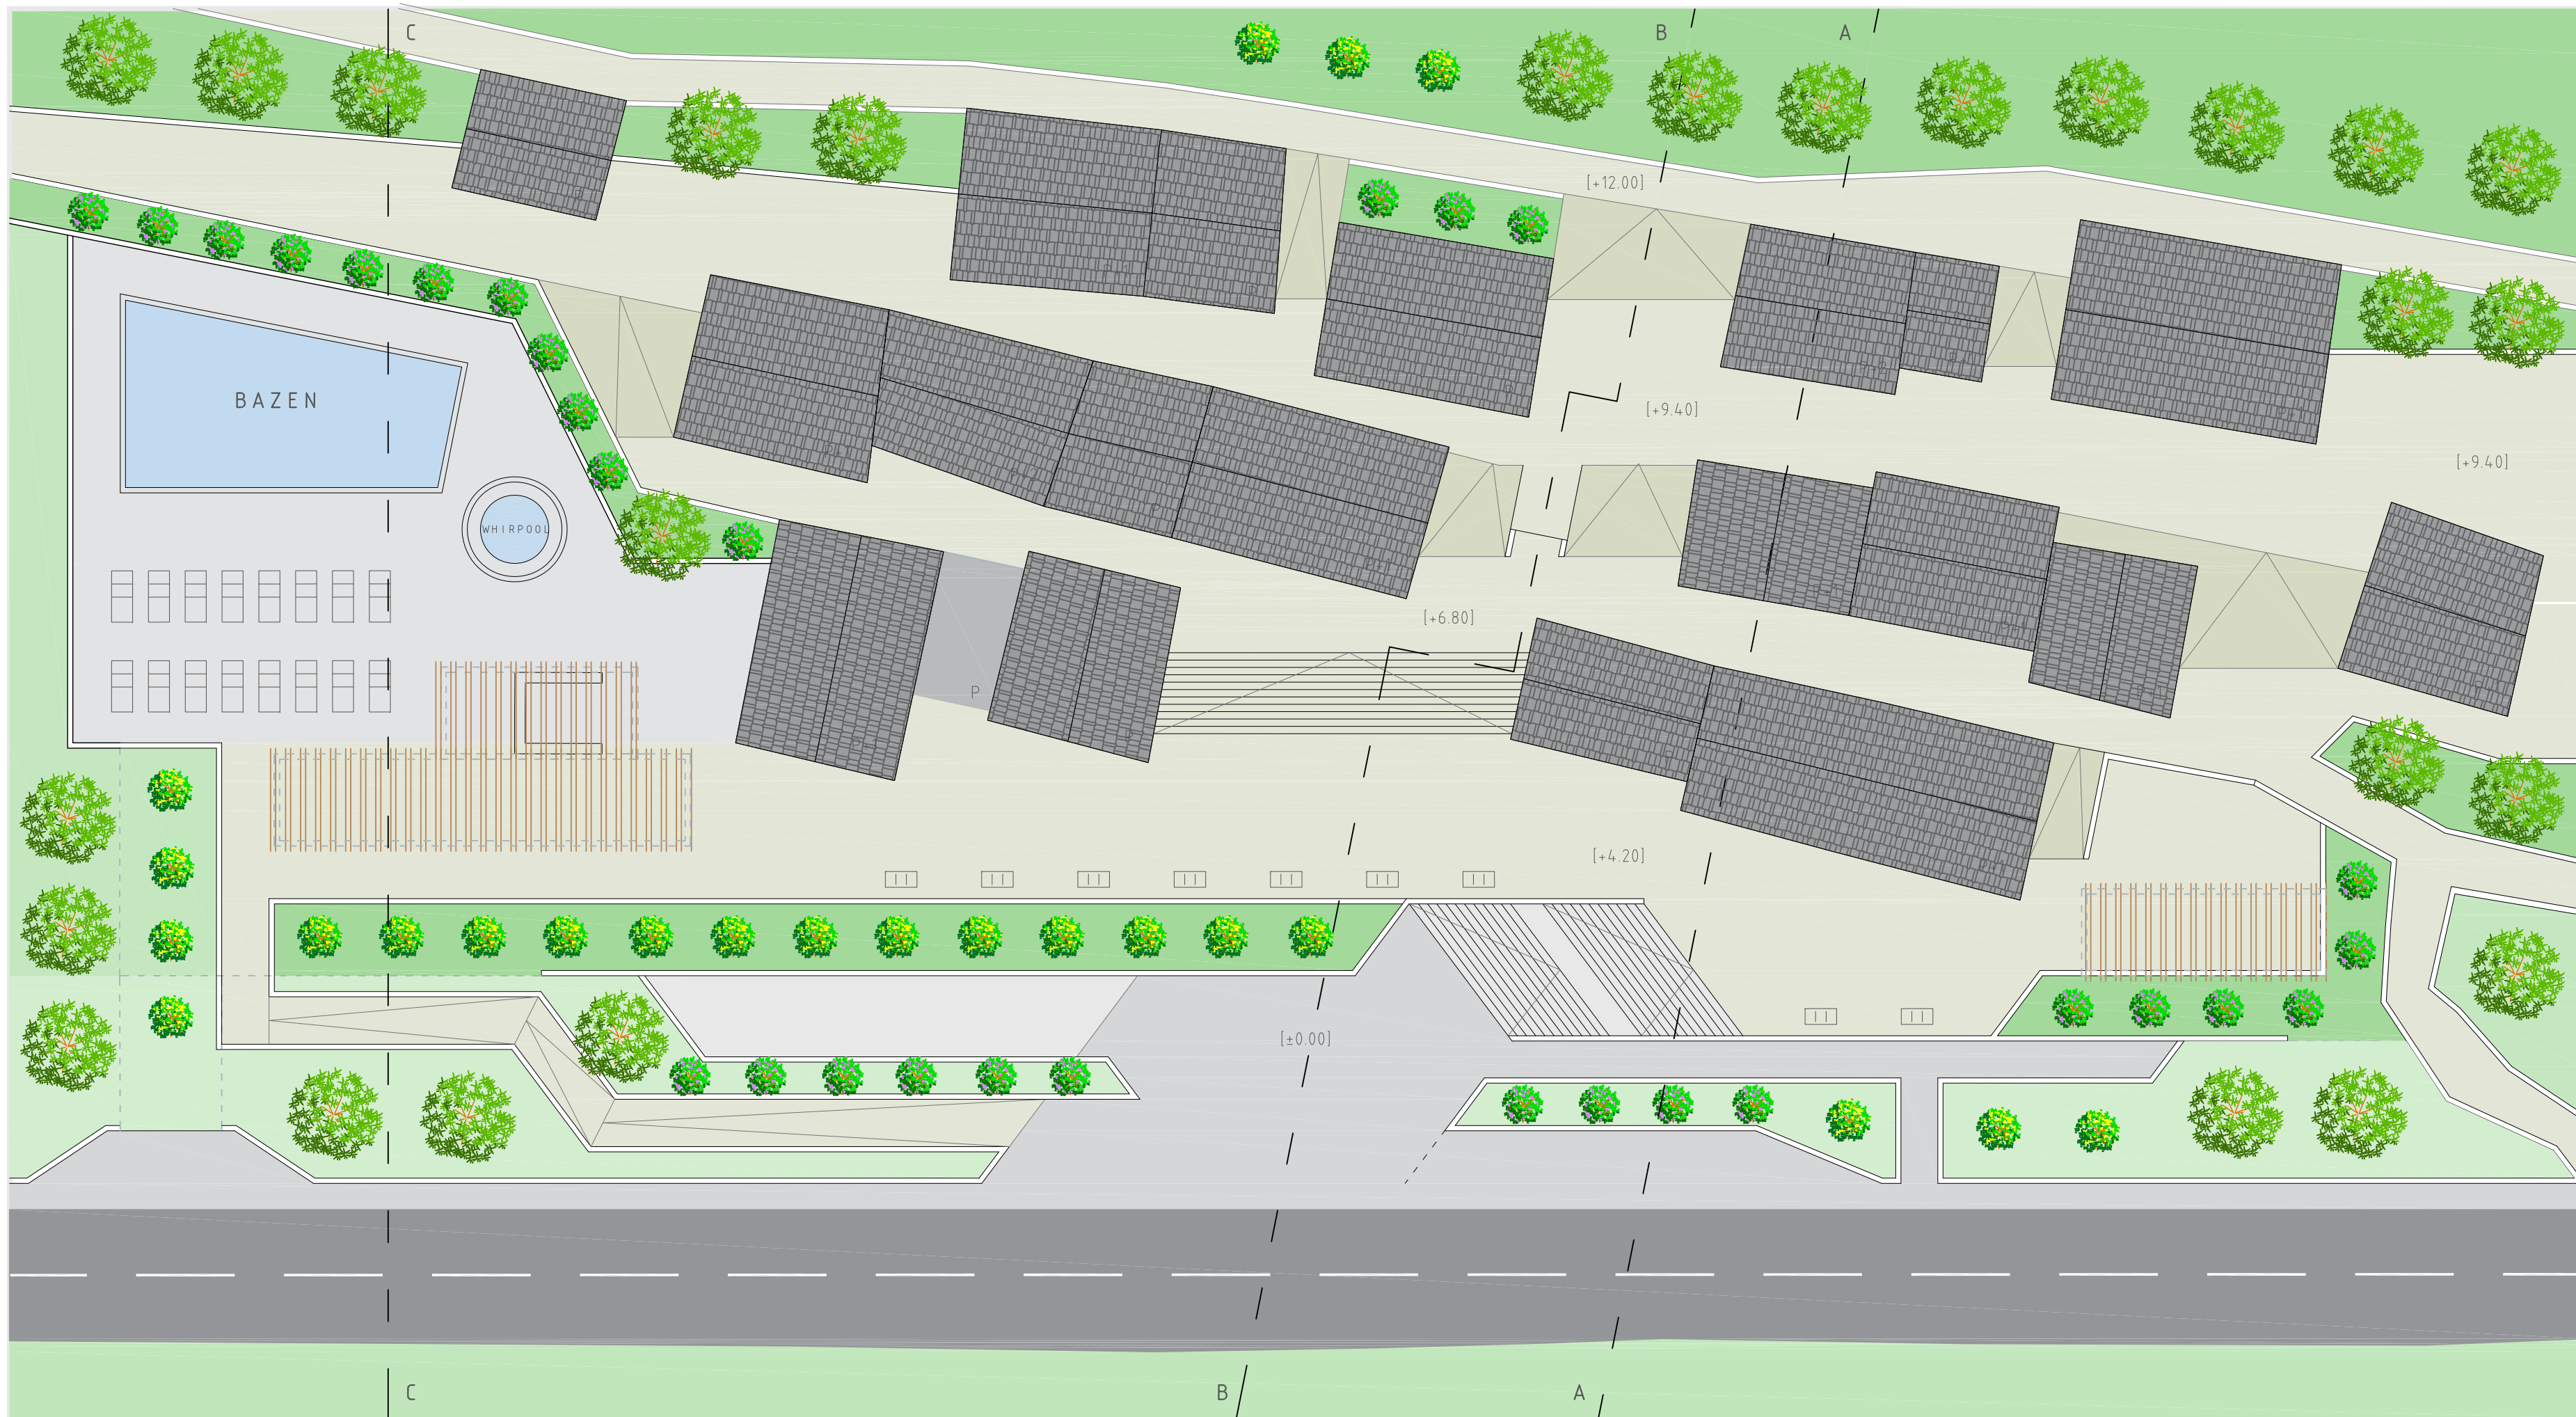 C
B
A
[+12.00]
BAZEN
[+9.40]
[+9.40]
WHIRPOOL
[+6.80]
P
[+4.20]
[±0.00]
C
B
A